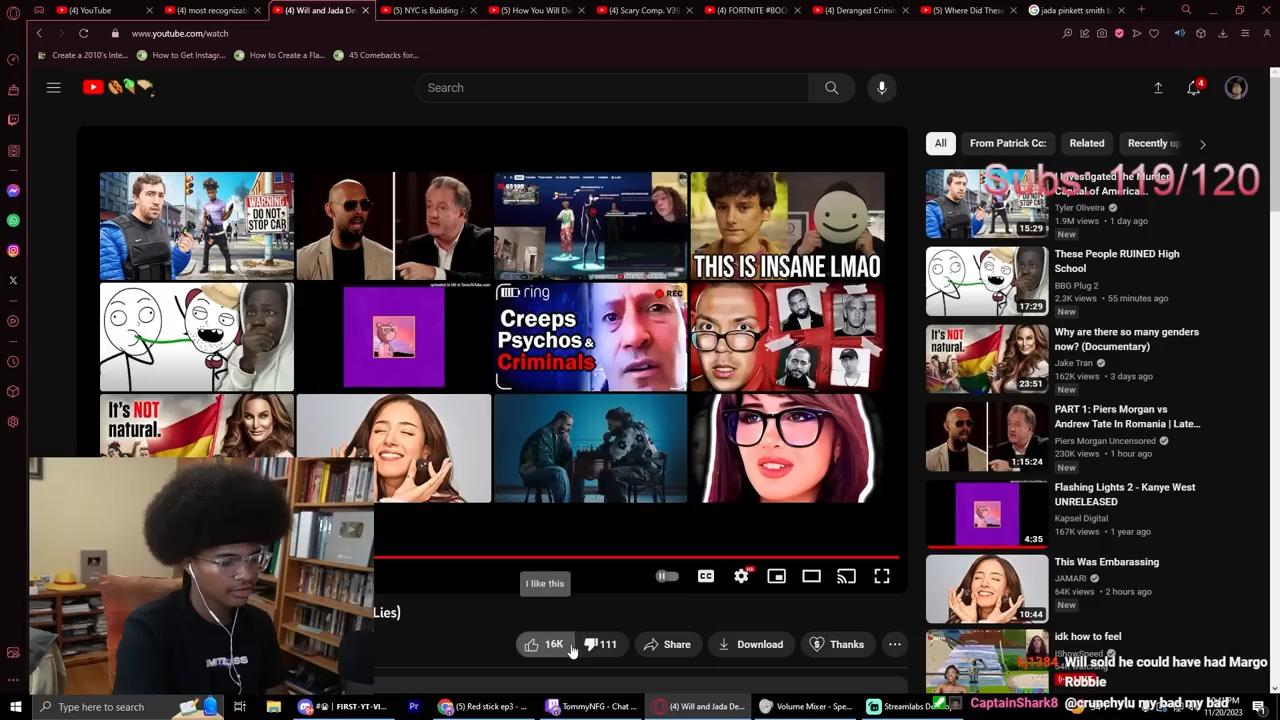 (4) YouTube
(4) most recognizab
(4) Will and Jada De
(5) NYC is Building A
(5) How You Will Die
(4) Scary Comp. V39
(4) FORTNITE #BOO
(4) Deranged Crimi
(5) Where Did These
jada pinkett smith b
www.youtube.com/watch
Create a 2010's Inte...
How to Get Instagr...
How to Create a Fla...
45 Comebacks for...
Search
4
All
From Patrick Cc:
Related
Recently up
Subs: 119/120
WARNING
DO NOT
STOP CAR
THIS IS INSANE LMAO
ring
REC
Creeps
Psychos &
Criminals
It's NOT
natural.
I like this
CC
HD
Lies)
16K
111
Share
Download
Thanks
I Investigated The Murder
Capital of America...
Tyler Oliveira
1.9M views • 1 day ago
New
15:29
These People RUINED High
School
BBG Plug 2
2.3K views • 55 minutes ago
New
17:29
It's NOT
natural.
Why are there so many genders
now? (Documentary)
Jake Tran
162K views • 3 days ago
New
23:51
PART 1: Piers Morgan vs
Andrew Tate In Romania | Late...
Piers Morgan Uncensored
230K views • 1 hour ago
New
1:15:24
Flashing Lights 2 - Kanye West
UNRELEASED
Kapsel Digital
167K views • 1 year ago
4:35
This Was Embarassing
JAMARI
64K views • 2 hours ago
New
10:44
idk how to feel
IShowSpeed
kj1384 Will sold he could have had Margo
Robbie
CaptainShark8 @crunchylu my bad my bad
LIMITLESS
Type here to search
FIRST-YT-VI...
Pr
(5) Red stick ep3 - ...
TommyNFG - Chat ...
(4) Will and Jada De...
Volume Mixer - Spe...
Streamlabs De
11/20/2023